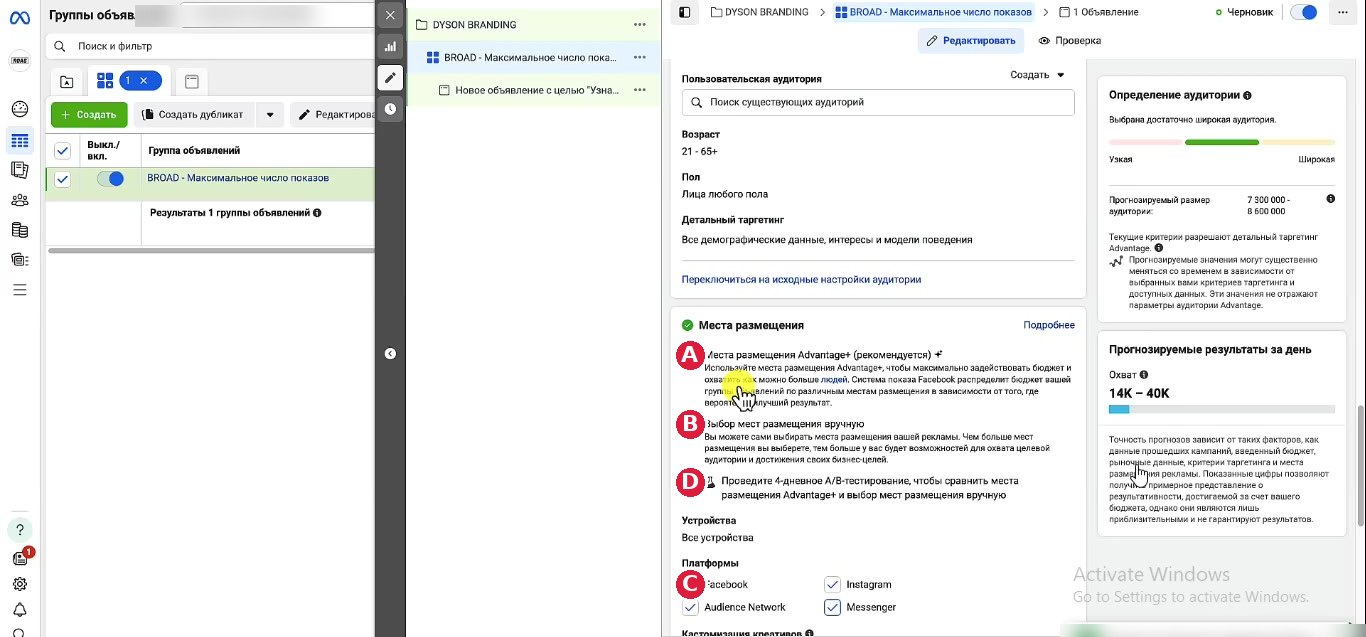 Группы объявл
Поиск и фильтр
1 ×
+ Создать
Создать дубликат
Редактирова
Выкл./
вкл.
Группа объявлений
BROAD - Максимальное число показов
Результаты 1 группы объявлений
?
1
DYSON BRANDING
BROAD - Максимальное число пока...
Новое объявление с целью "Узна...
DYSON BRANDING
BROAD - Максимальное число показов
1 Объявление
Черновик
Редактировать
Проверка
Пользовательская аудитория
Создать
Поиск существующих аудиторий
Возраст
21 - 65+
Пол
Лица любого пола
Детальный таргетинг
Все демографические данные, интересы и модели поведения
Переключиться на исходные настройки аудитории
Места размещения
Подробнее
A
Места размещения Advantage+ (рекомендуется)
Используйте места размещения Advantage+, чтобы максимально задействовать бюджет и
охватить как можно больше людей. Система показа Facebook распределит бюджет вашей
группы объявлений по различным местам размещения в зависимости от того, где
вероятен наилучший результат.
B
Выбор мест размещения вручную
Вы можете сами выбирать места размещения вашей рекламы. Чем больше мест
размещения вы выберете, тем больше у вас будет возможностей для охвата целевой
аудитории и достижения своих бизнес-целей.
D
Проведите 4-дневное A/B-тестирование, чтобы сравнить места
размещения Advantage+ и выбор мест размещения вручную
Устройства
Все устройства
Платформы
C
Facebook
Instagram
Audience Network
Messenger
Кастомизация креативов
Определение аудитории
Выбрана достаточно широкая аудитория.
Узкая
Широкая
Прогнозируемый размер
аудитории:
7 300 000 -
8 600 000
Текущие критерии разрешают детальный таргетинг
Advantage.
Прогнозируемые значения могут существенно
меняться со временем в зависимости от
выбранных вами критериев таргетинга и
доступных данных. Эти значения не отражают
параметры аудитории Advantage.
Прогнозируемые результаты за день
Охват
14K – 40K
Точность прогнозов зависит от таких факторов, как
данные прошедших кампаний, введенный бюджет,
рыночные данные, критерии таргетинга и места
размещения рекламы. Показанные цифры позволяют
получить примерное представление о
результативности, достигаемой за счет вашего
бюджета, однако они являются лишь
приблизительными и не гарантируют результатов.
Activate Windows
Go to Settings to activate Windows.